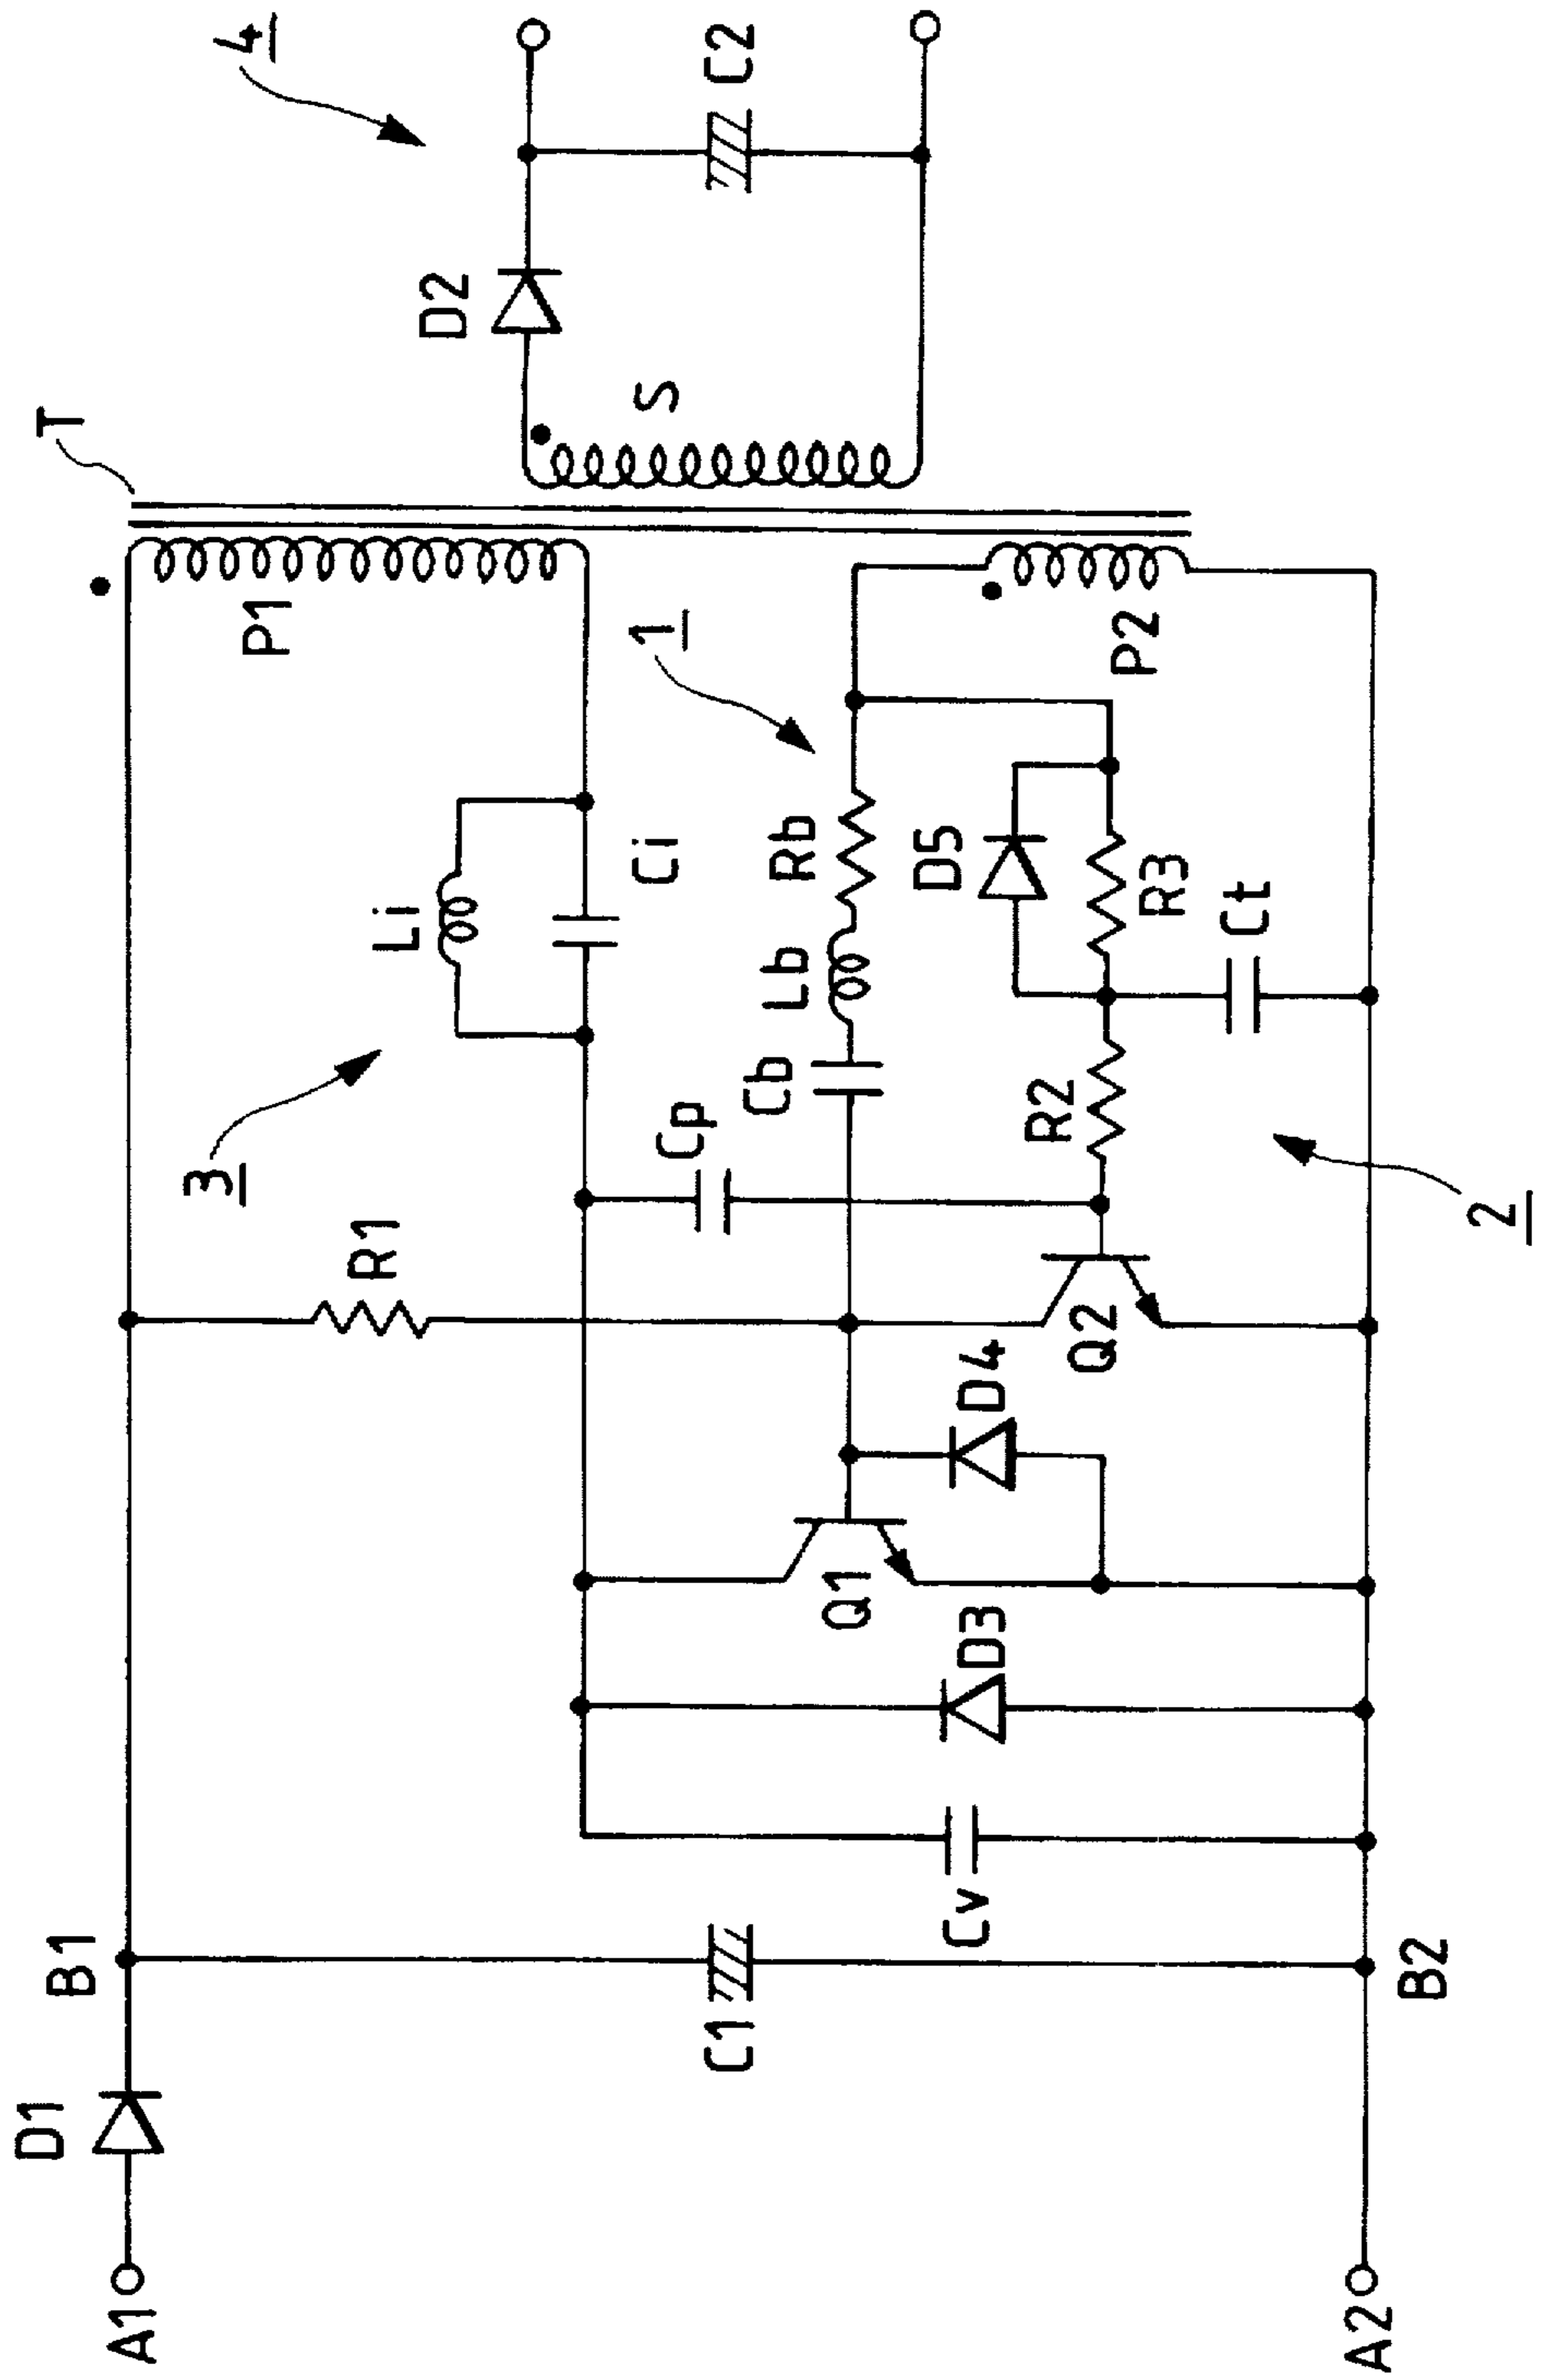 A1
D1
B1
R1
3
Li
Ci
P1
T
D2
4
S
C2
C1
Cv
D3
Q1
D4
Q2
Cp
Cb
Lb
Rb
1
R2
D5
R3
Ct
P2
2
A2
B2